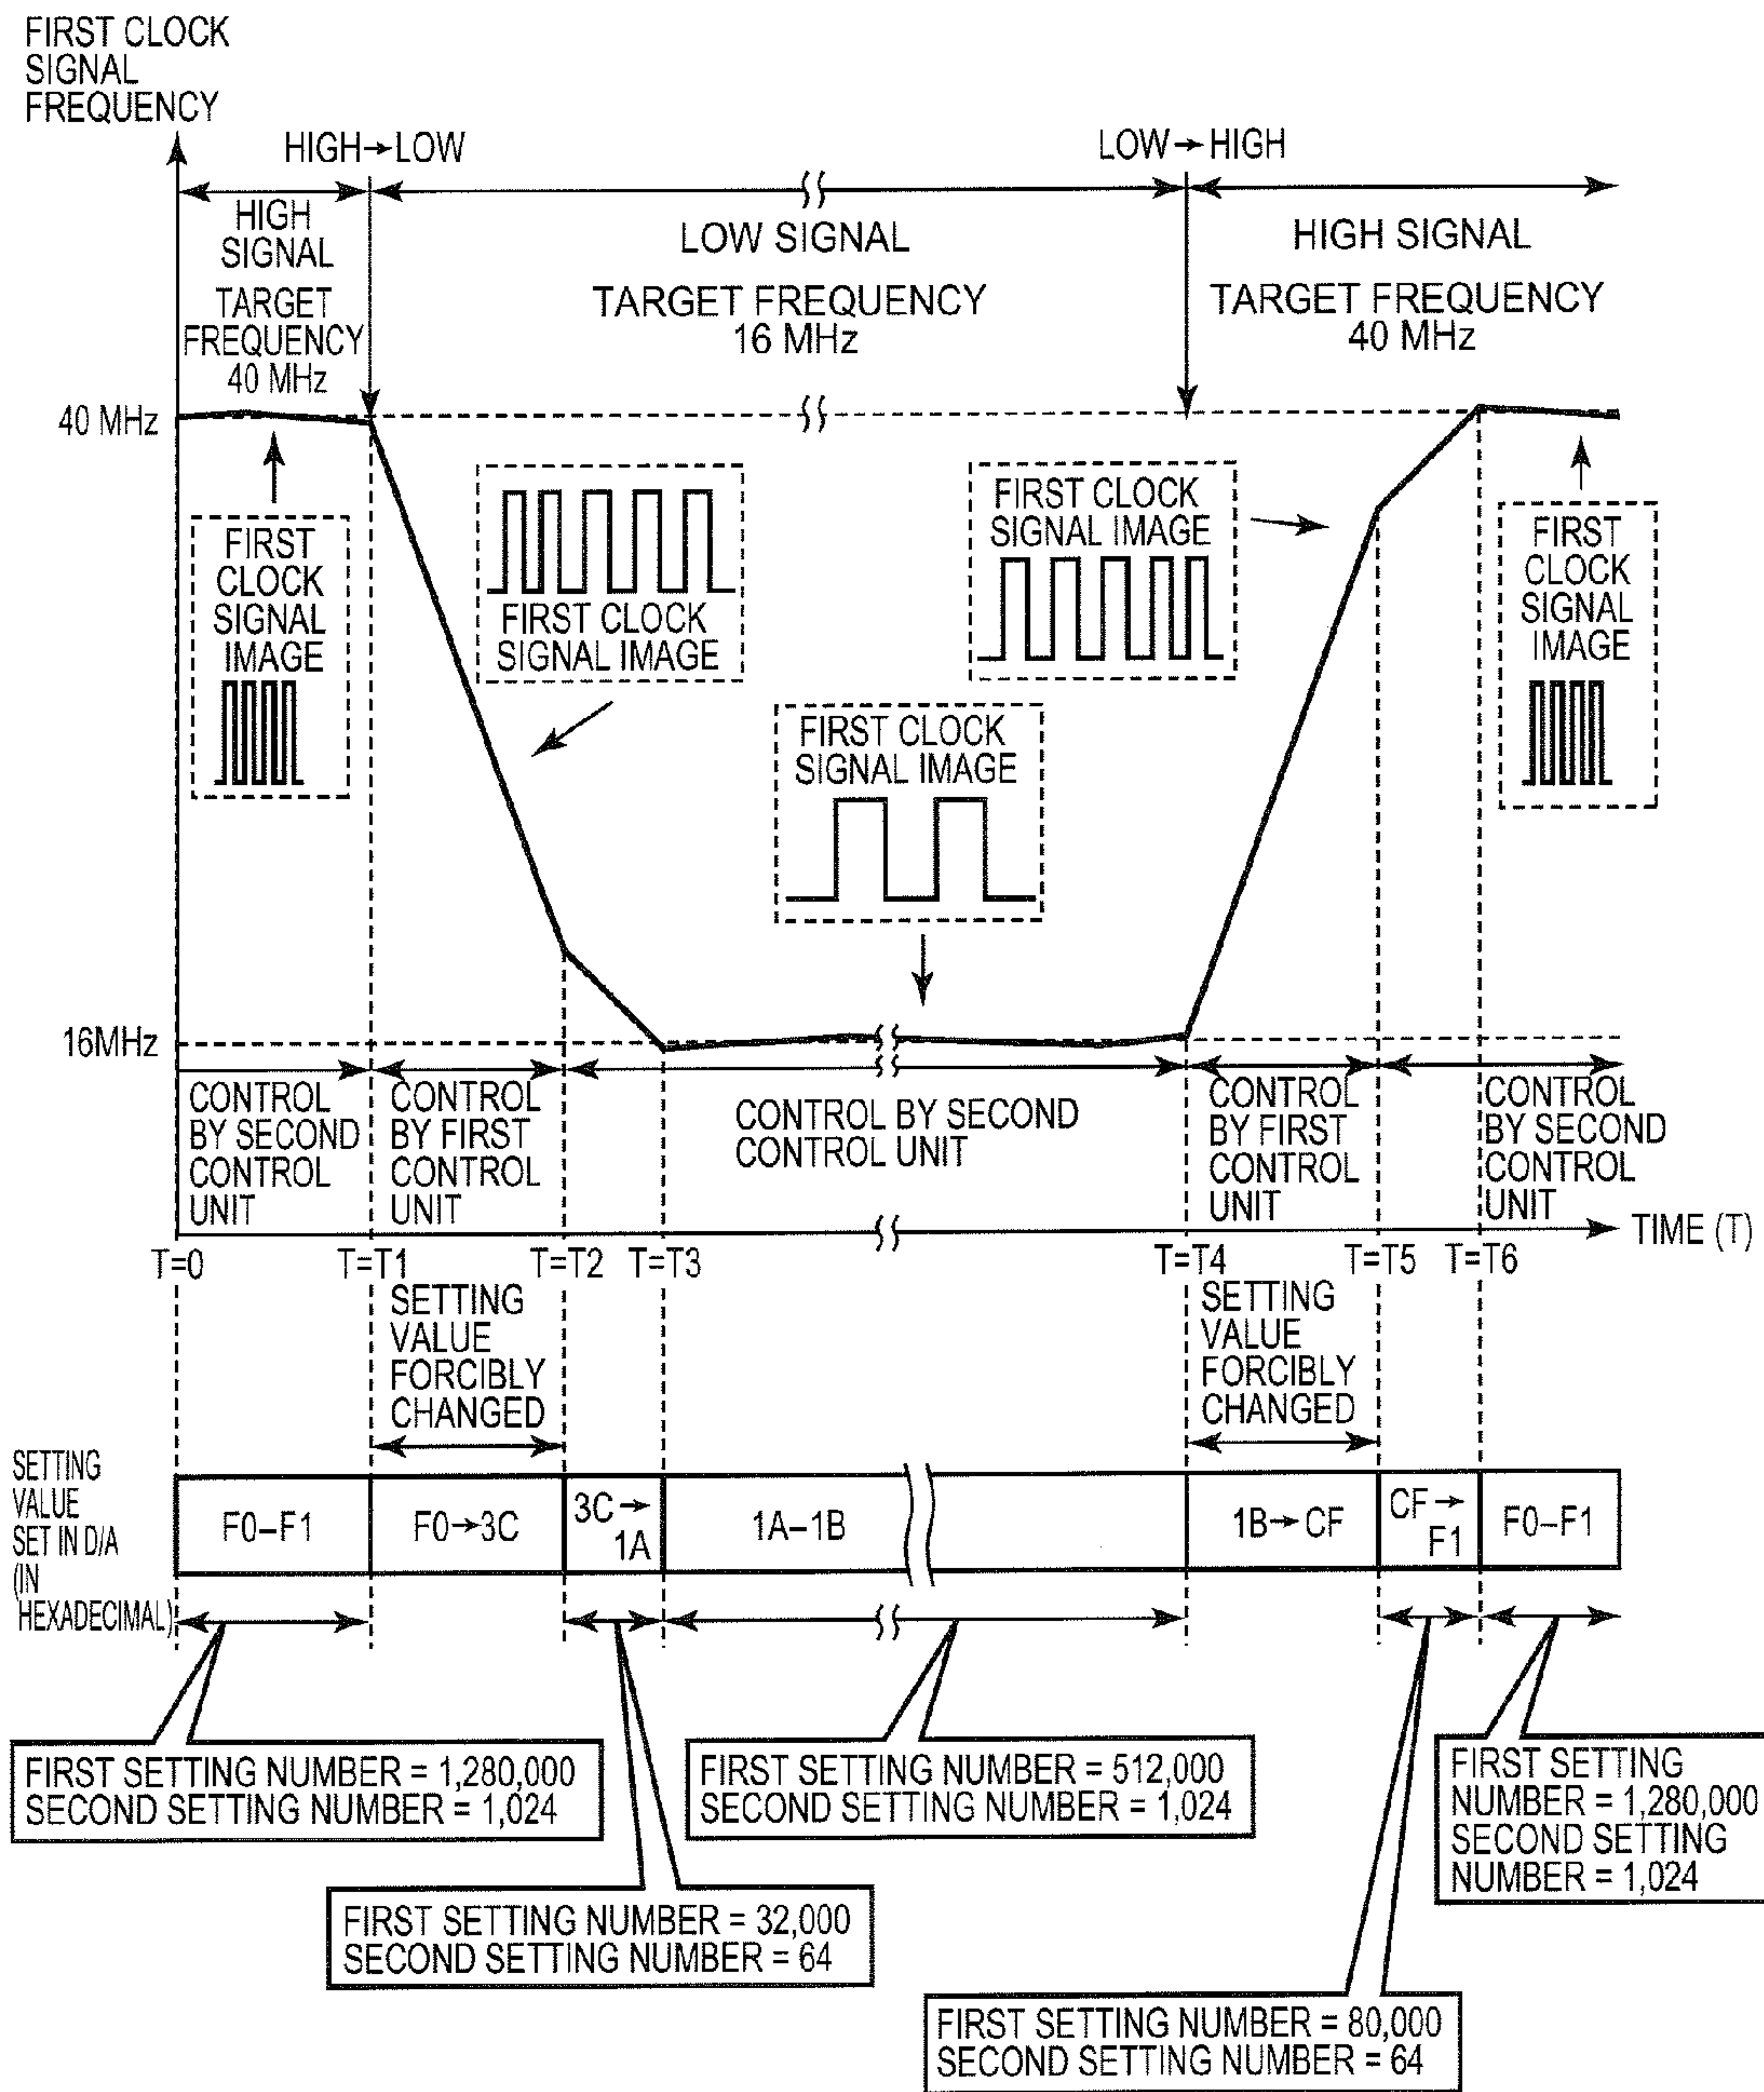 FIRST CLOCK
SIGNAL
FREQUENCY
HIGH→LOW
LOW→HIGH
HIGH
SIGNAL
TARGET
FREQUENCY
40 MHz
LOW SIGNAL
TARGET FREQUENCY
16 MHz
HIGH SIGNAL
TARGET FREQUENCY
40 MHz
40 MHz
FIRST
CLOCK
SIGNAL
IMAGE
FIRST CLOCK
SIGNAL IMAGE
FIRST CLOCK
SIGNAL IMAGE
FIRST CLOCK
SIGNAL IMAGE
FIRST
CLOCK
SIGNAL
IMAGE
16MHz
CONTROL
BY SECOND
CONTROL
UNIT
CONTROL
BY FIRST
CONTROL
UNIT
CONTROL BY SECOND
CONTROL UNIT
CONTROL
BY FIRST
CONTROL
UNIT
CONTROL
BY SECOND
CONTROL
UNIT
TIME (T)
T=0
T=T1
T=T2
T=T3
T=T4
T=T5
T=T6
SETTING
VALUE
FORCIBLY
CHANGED
SETTING
VALUE
FORCIBLY
CHANGED
SETTING
VALUE
SET IN D/A
(IN
HEXADECIMAL)
F0–F1
F0→3C
3C→
1A
1A–1B
1B→CF
CF→
F1
F0–F1
FIRST SETTING NUMBER = 1,280,000
SECOND SETTING NUMBER = 1,024
FIRST SETTING NUMBER = 512,000
SECOND SETTING NUMBER = 1,024
FIRST SETTING
NUMBER = 1,280,000
SECOND SETTING
NUMBER = 1,024
FIRST SETTING NUMBER = 32,000
SECOND SETTING NUMBER = 64
FIRST SETTING NUMBER = 80,000
SECOND SETTING NUMBER = 64